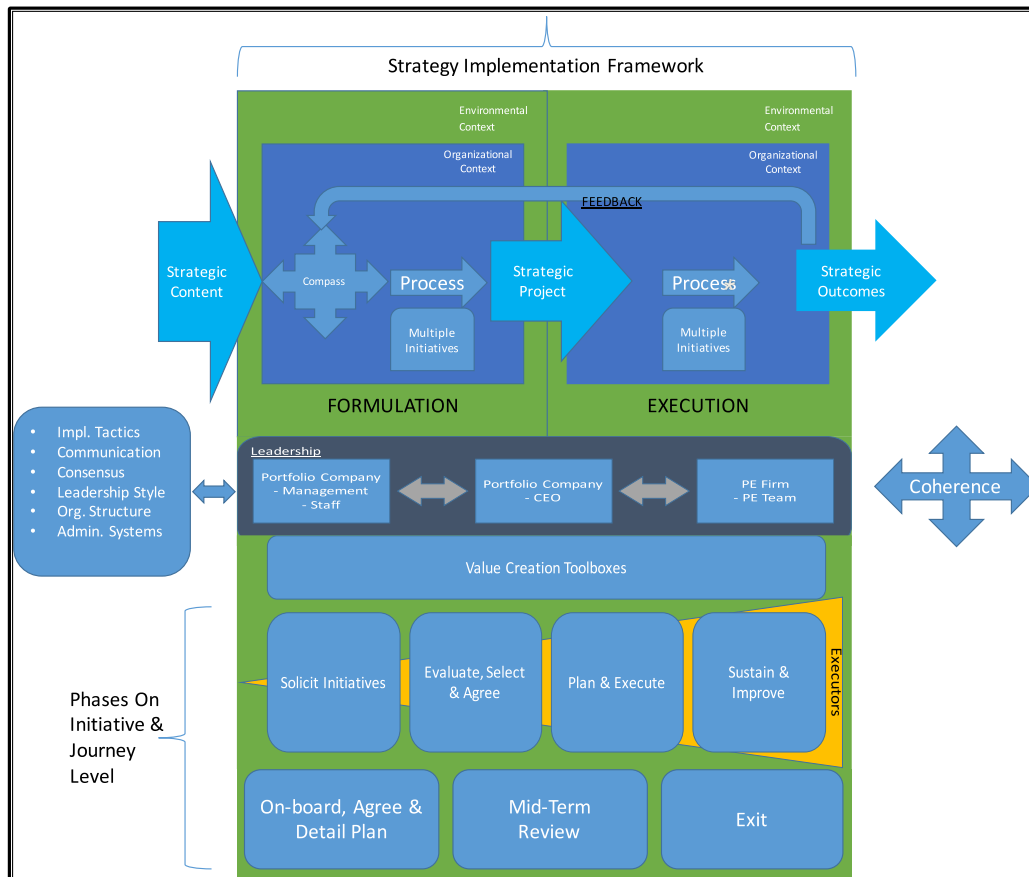 Strategy Implementation Framework
Environmental
Context
Organizational
Context
Environmental
Context
Organizational
Context
FEEDBACK
Strategic
Content
Compass
Process
Multiple
Initiatives
Strategic
Project
Process
Multiple
Initiatives
Strategic
Outcomes
FORMULATION
EXECUTION
• Impl. Tactics
• Communication
• Consensus
• Leadership Style
• Org. Structure
• Admin. Systems
Leadership
Portfolio Company
- Management
- Staff
Portfolio Company
- CEO
PE Firm
- PE Team
Coherence
Value Creation Toolboxes
Phases On
Initiative &
Journey
Level
Solicit Initiatives
Evaluate, Select
& Agree
Plan & Execute
Sustain &
Improve
Executors
On-board, Agree &
Detail Plan
Mid-Term
Review
Exit